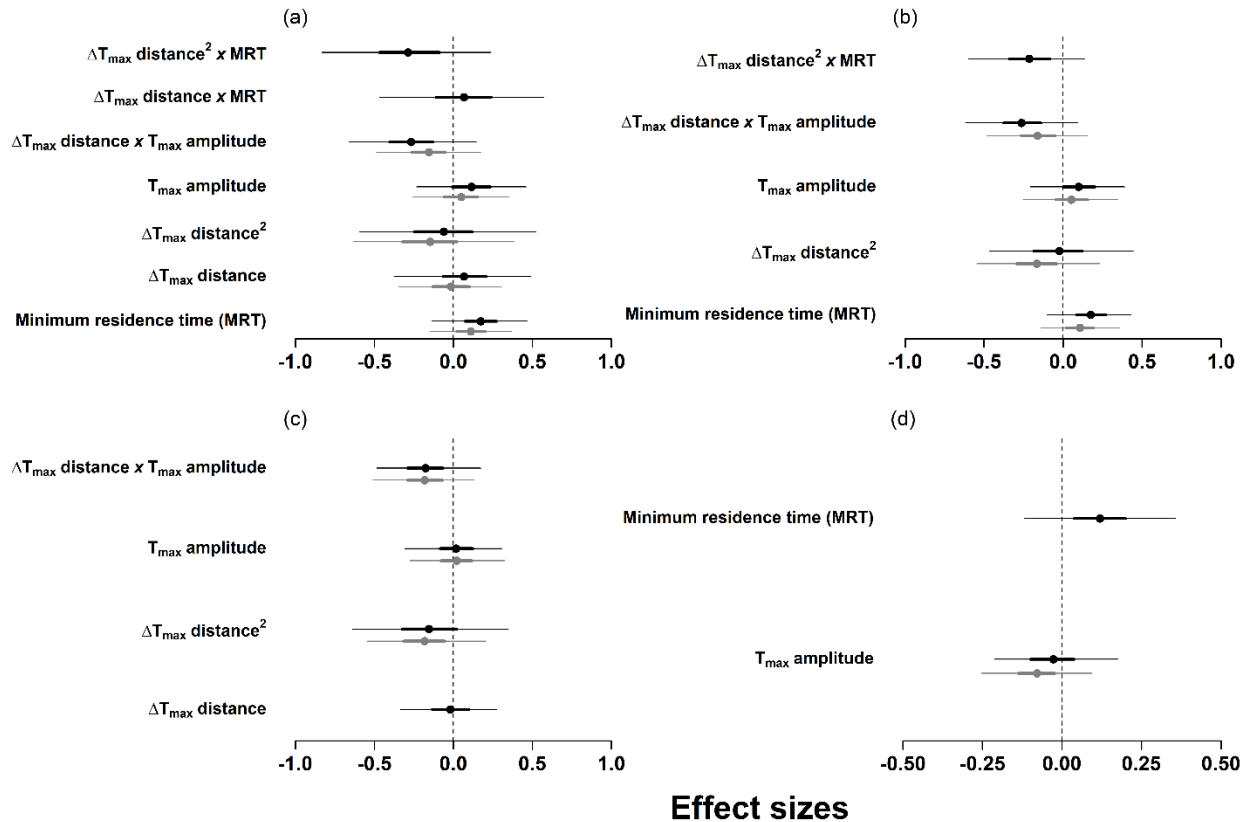 (a)
ΔTmax distance² x MRT
ΔTmax distance x MRT
ΔTmax distance x Tmax amplitude
Tmax amplitude
ΔTmax distance²
ΔTmax distance
Minimum residence time (MRT)
-1.0 -0.5 0.0 0.5 1.0
(b)
ΔTmax distance² x MRT
ΔTmax distance x Tmax amplitude
Tmax amplitude
ΔTmax distance²
Minimum residence time (MRT)
-1.0 -0.5 0.0 0.5 1.0
(c)
ΔTmax distance x Tmax amplitude
Tmax amplitude
ΔTmax distance²
ΔTmax distance
-1.0 -0.5 0.0 0.5 1.0
(d)
Minimum residence time (MRT)
Tmax amplitude
-0.50 -0.25 0.00 0.25 0.50
Effect sizes